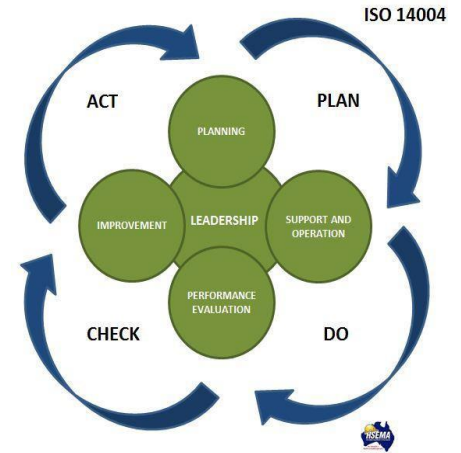 ISO 14004
ACT
PLAN
PLANNING
IMPROVEMENT
LEADERSHIP
SUPPORT AND
OPERATION
PERFORMANCE
EVALUATION
CHECK
DO
HSEMA